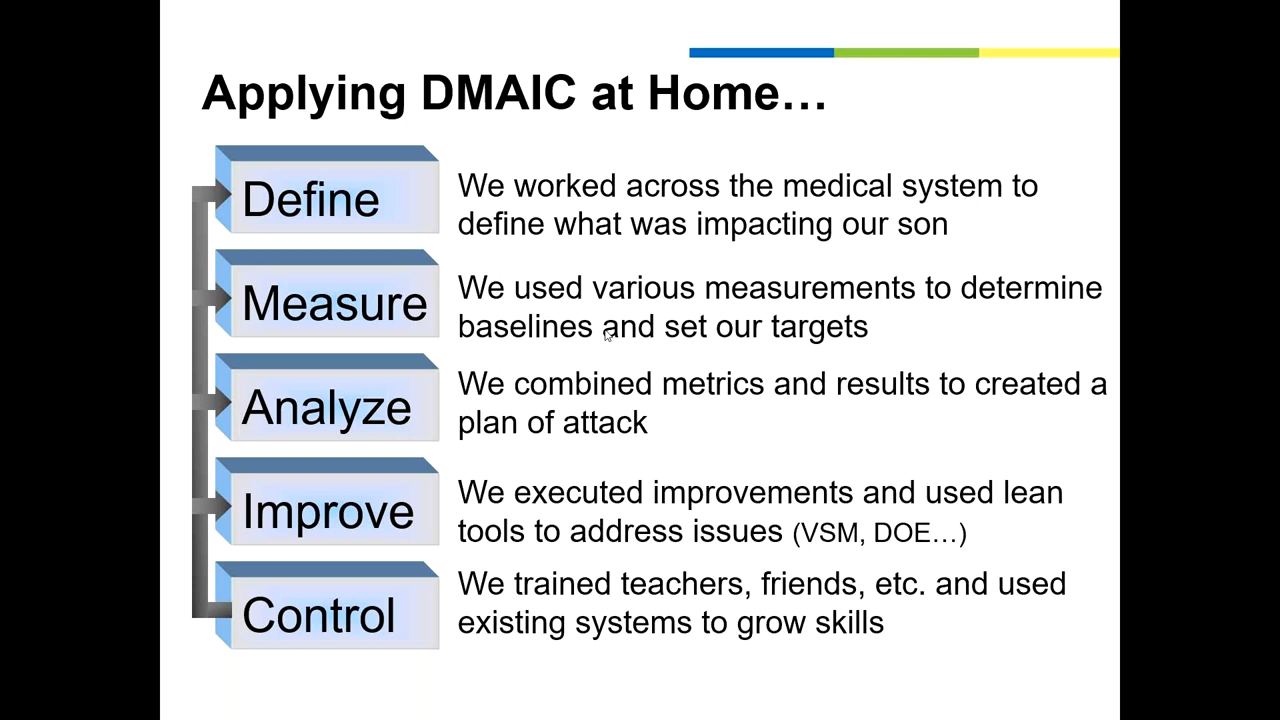 Applying DMAIC at Home…
Define
We worked across the medical system to
define what was impacting our son
Measure
We used various measurements to determine
baselines and set our targets
Analyze
We combined metrics and results to created a
plan of attack
Improve
We executed improvements and used lean
tools to address issues (VSM, DOE…)
Control
We trained teachers, friends, etc. and used
existing systems to grow skills